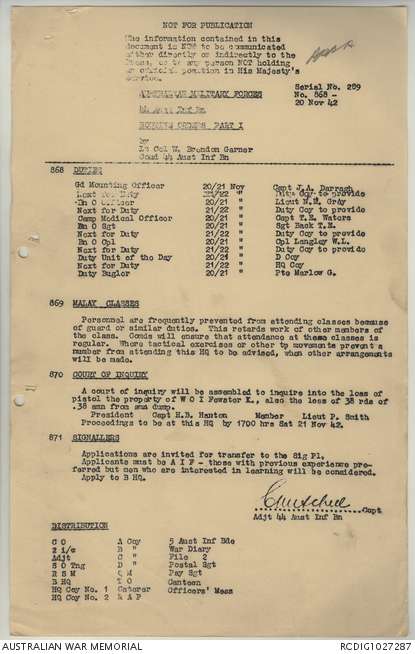 NOT FOR PUBLICATION
The information contained in this
document is NOT to be communicated
either directly or indirectly to the
Press, or to any person NOT holding
an official position in His Majesty's
Service.
Serial No. 289
AUSTRALIAN MILITARY FORCES
No. 868 -
20 Nov 42
44 Aust Inf Bn
ROUTINE ORDERS PART I
by
Lt Col W. Brendon Garner
Comd 44 Aust Inf Bn
868 DUTIES
Gd Mounting Officer 20/21 Nov Capt J.A. Darragh
Next for Duty 21/22 " Duty Coy to provide
Bn O Officer 20/21 " Lieut N.E. Gray
Next for Duty 21/22 " Duty Coy to provide
Camp Medical Officer 20/21 " Capt T.E. Waters
Bn O Sgt 20/21 " Sgt Back T.E.
Next for Duty 21/22 " Duty Coy to provide
Bn O Cpl 20/21 " Cpl Langley W.L.
Next for Duty 21/22 " Duty Coy to provide
Duty Unit of the Day 20/21 " D Coy
Next for Duty 21/22 " HQ Coy
Duty Bugler 20/21 " Pte Marlow G.
869 MALAY CLASSES
Personnel are frequently prevented from attending classes because
of guard or similar duties. This retards work of other members of
the class. Comds will ensure that attendance at these classes is
regular. Where tactical exercises or other tp movements prevent a
number from attending this HQ to be advised, when other arrangements
will be made.
870 COURT OF INQUIRY
A court of inquiry will be assembled to inquire into the loss of
pistol the property of W O I Fewster K., also the loss of 38 rds of
.38 amn from amn dump.
President Capt H.B. Hanton Member Lieut P. Smith
Proceedings to be at this HQ by 1700 hrs Sat 21 Nov 42.
871 SIGNALLERS
Applications are invited for transfer to the Sig Pl.
Applicants must be A I F - those with previous experience pre-
ferred but men who are interested in learning will be considered.
Apply to B HQ.
Capt
Adjt 44 Aust Inf Bn
DISTRIBUTION
C O A Coy 5 Aust Inf Bde
2 i/c B " War Diary
Adjt C " File 2
S O Tng D " Postal Sgt
R S M Q M Pay Sgt
B HQ T O Canteen
HQ Coy No. 1 Caterer Officers' Mess
HQ Coy No. 2 R A P
AUSTRALIAN WAR MEMORIAL
RCDIG1027287